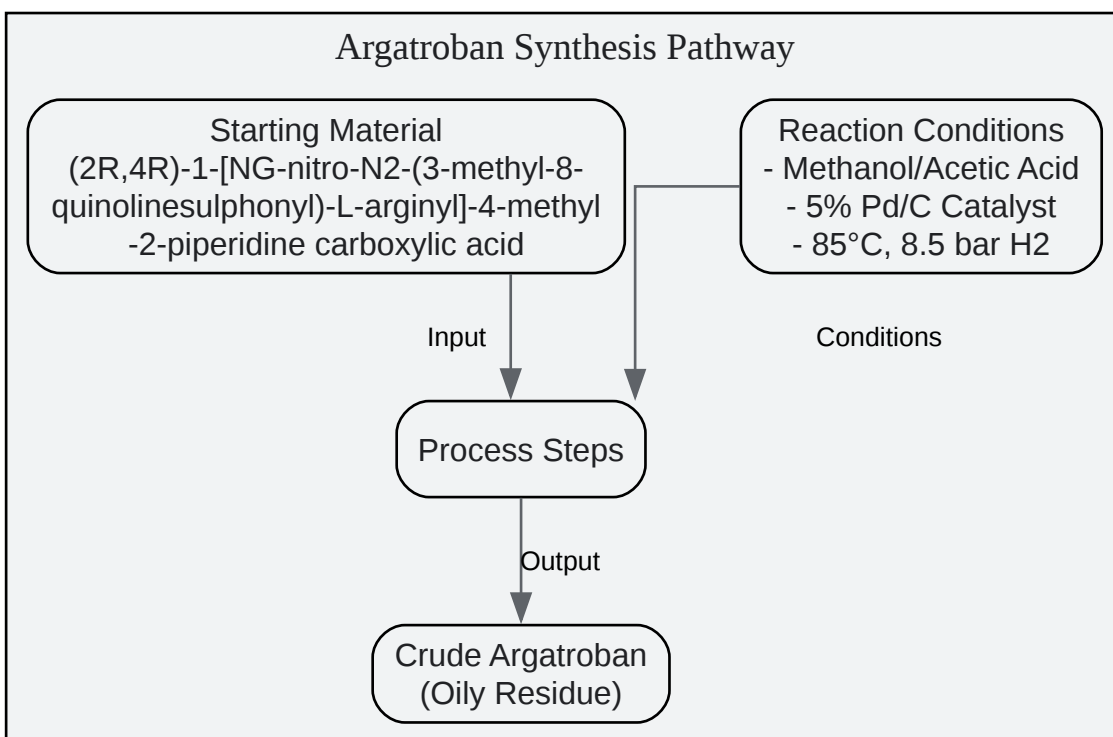 Argatroban Synthesis Pathway
Starting Material
(2R,4R)-1-[NG-nitro-N2-(3-methyl-8-
quinolinesulphonyl)-L-arginyl]-4-methyl
-2-piperidine carboxylic acid
Reaction Conditions
- Methanol/Acetic Acid
- 5% Pd/C Catalyst
- 85°C, 8.5 bar H2
Input
Conditions
Process Steps
Output
Crude Argatroban
(Oily Residue)